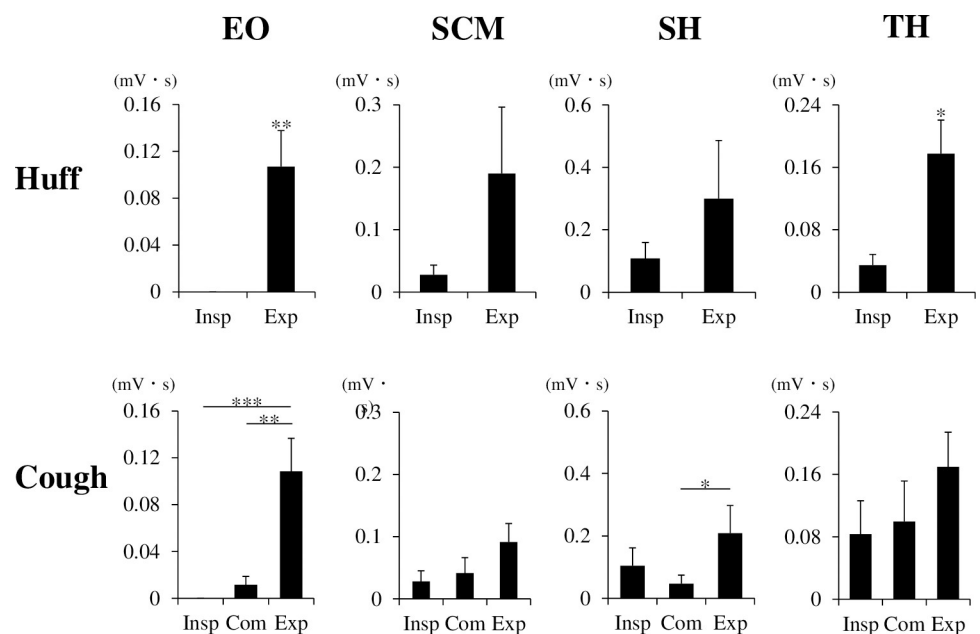 EO SCM SH TH
(mV・s) (mV・s) (mV・s) (mV・s)
Huff
0.16
0.12
0.08
0.04
0
**
Insp Exp
0.3
0.2
0.1
0
Insp Exp
0.6
0.4
0.2
0
Insp Exp
0.24
0.16
0.08
0
*
Insp Exp
(mV・s) (mV・
s) (mV・s) (mV・s)
Cough
0.16
0.12
0.08
0.04
0
***
**
Insp Com Exp
0.3
0.2
0.1
0
Insp Com Exp
0.6
0.4
0.2
0
*
Insp Com Exp
0.24
0.16
0.08
0
Insp Com Exp